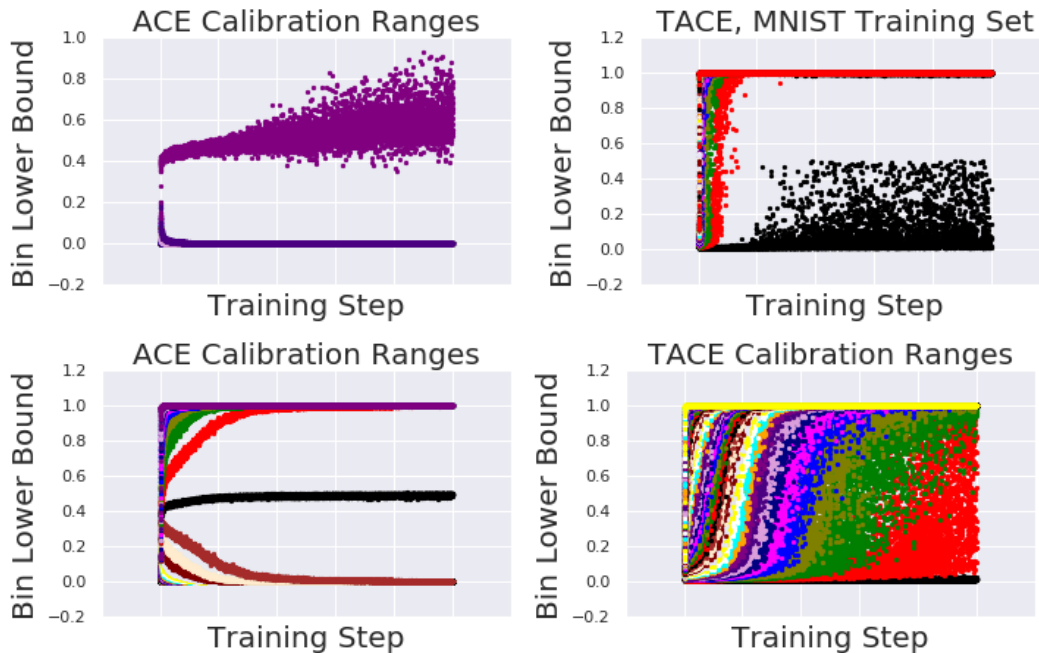 ACE Calibration Ranges
Bin Lower Bound
1.0
0.8
0.6
0.4
0.2
0.0
−0.2
Training Step
TACE, MNIST Training Set
Bin Lower Bound
1.2
1.0
0.8
0.6
0.4
0.2
0.0
−0.2
Training Step
ACE Calibration Ranges
Bin Lower Bound
1.2
1.0
0.8
0.6
0.4
0.2
0.0
−0.2
Training Step
TACE Calibration Ranges
Bin Lower Bound
1.2
1.0
0.8
0.6
0.4
0.2
0.0
−0.2
Training Step